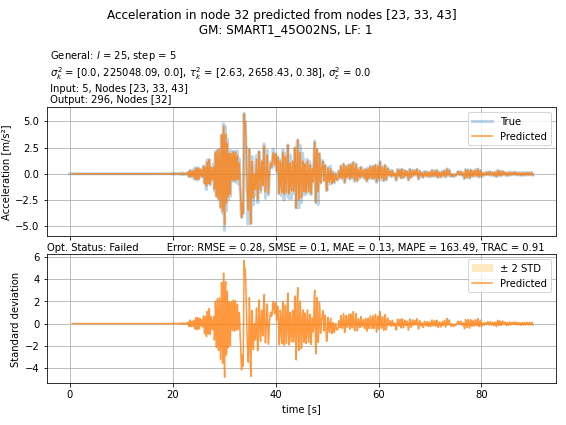 Acceleration in node 32 predicted from nodes [23, 33, 43]
GM: SMART1_45O02NS, LF: 1
General: l = 25, step = 5
σ²ₖ = [0.0, 225048.09, 0.0], τ²ₖ = [2.63, 2658.43, 0.38], σ²ε = 0.0
Input: 5, Nodes [23, 33, 43]
Output: 296, Nodes [32]
Acceleration [m/s²]
5.0
2.5
0.0
−2.5
−5.0
True
Predicted
Opt. Status: Failed
Error: RMSE = 0.28, SMSE = 0.1, MAE = 0.13, MAPE = 163.49, TRAC = 0.91
Standard deviation
6
4
2
0
−2
−4
± 2 STD
Predicted
0
20
40
60
80
time [s]